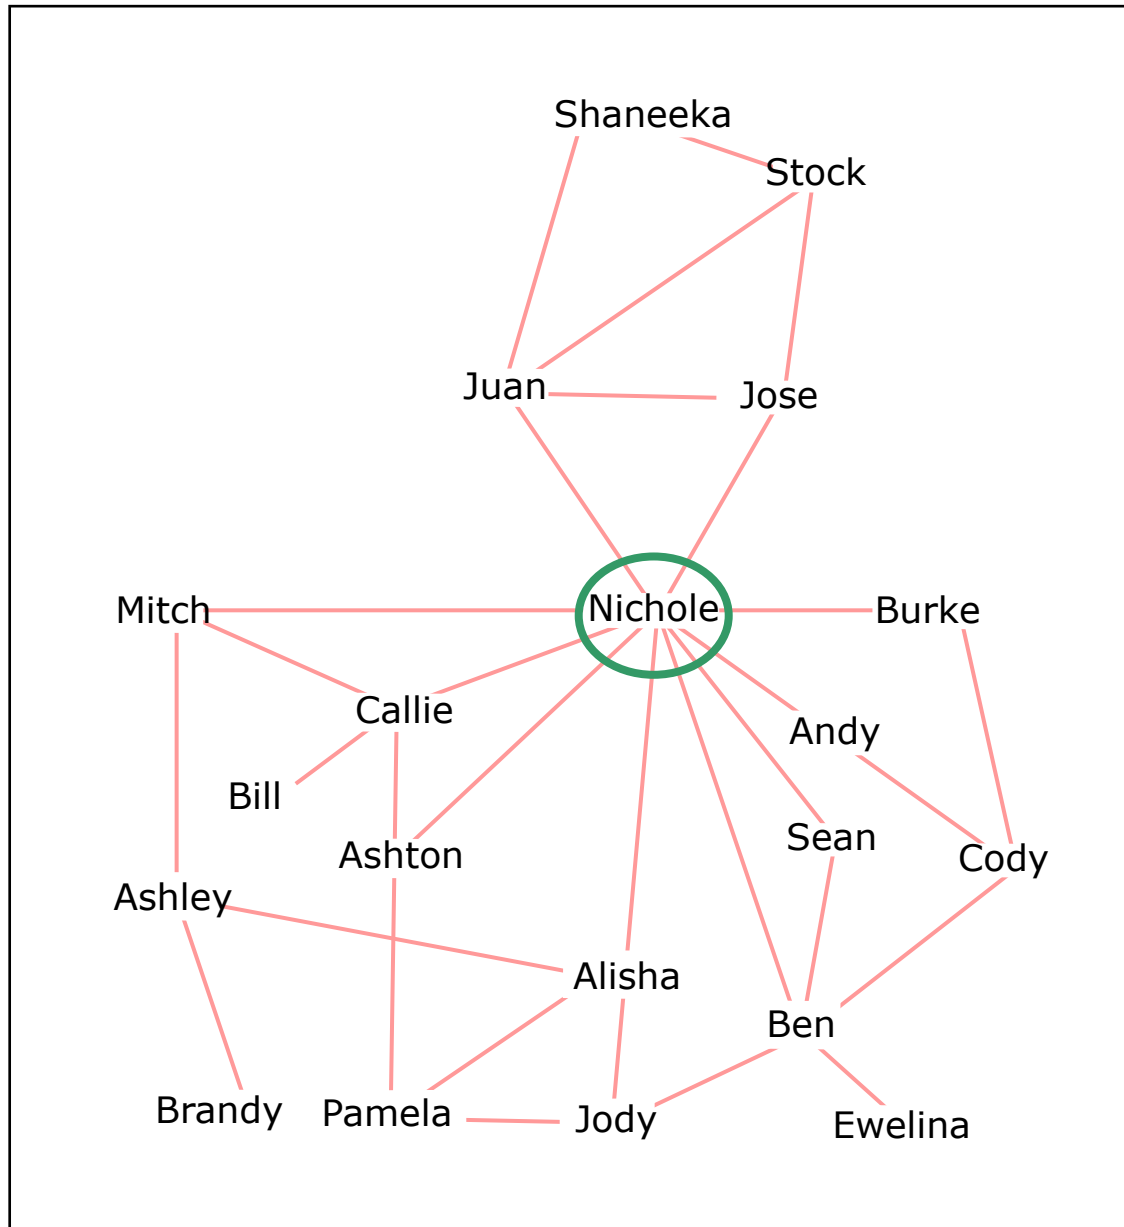 Shaneeka
Stock
Juan
Jose
Mitch
Nichole
Burke
Callie
Andy
Bill
Sean
Ashton
Cody
Ashley
Alisha
Ben
Brandy
Pamela
Jody
Ewelina